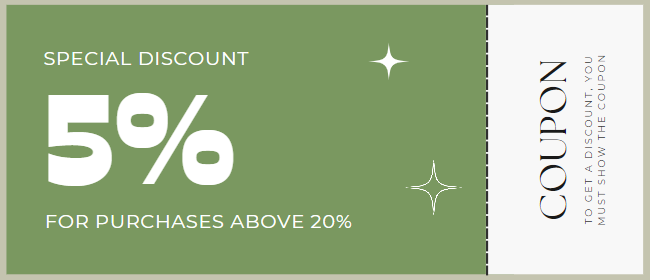 SPECIAL DISCOUNT
5%
FOR PURCHASES ABOVE 20%
COUPON
TO GET A DISCOUNT, YOU
MUST SHOW THE COUPON